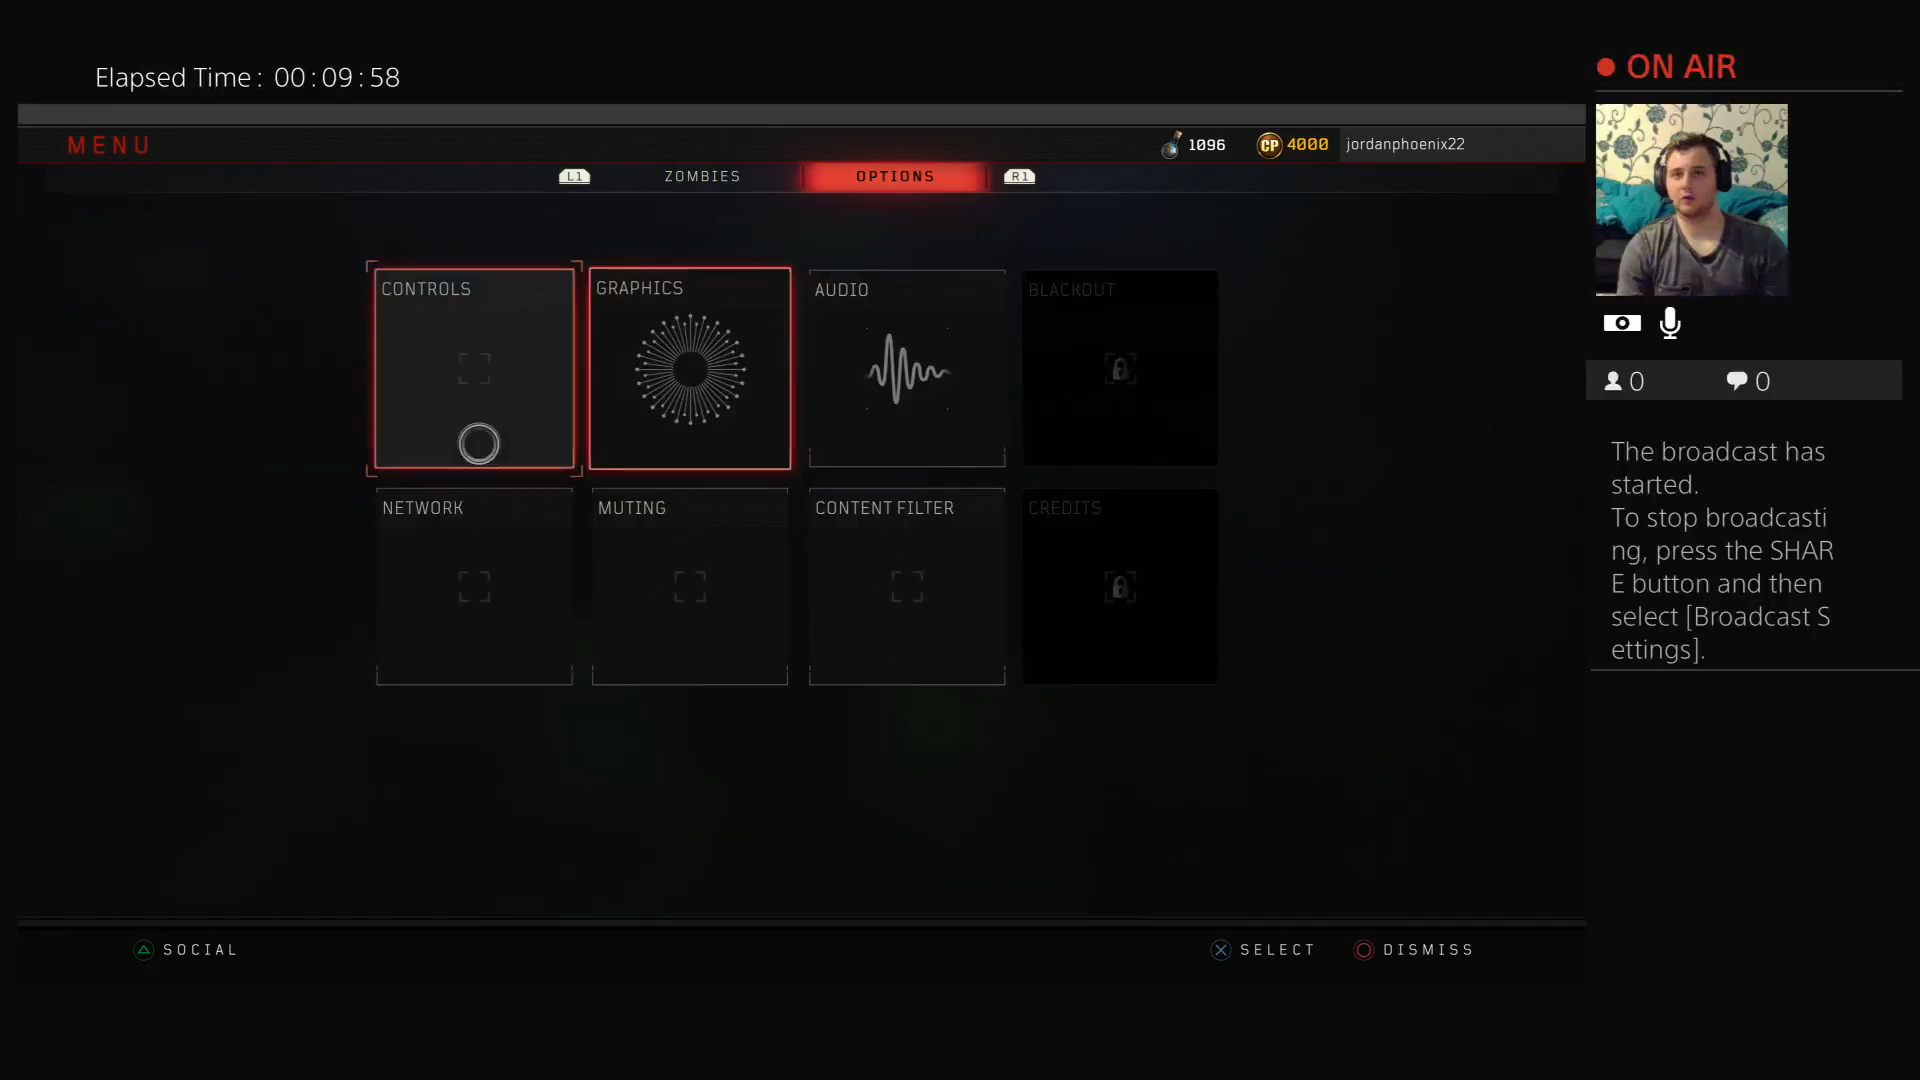 Elapsed Time: 00:09:58
ON AIR
MENU
1096
CP 4000
jordanphoenix22
L1
ZOMBIES
OPTIONS
R1
CONTROLS
GRAPHICS
AUDIO
BLACKOUT
NETWORK
MUTING
CONTENT FILTER
CREDITS
0
0
The broadcast has
started.
To stop broadcasti
ng, press the SHAR
E button and then
select [Broadcast S
ettings].
SOCIAL
SELECT
DISMISS